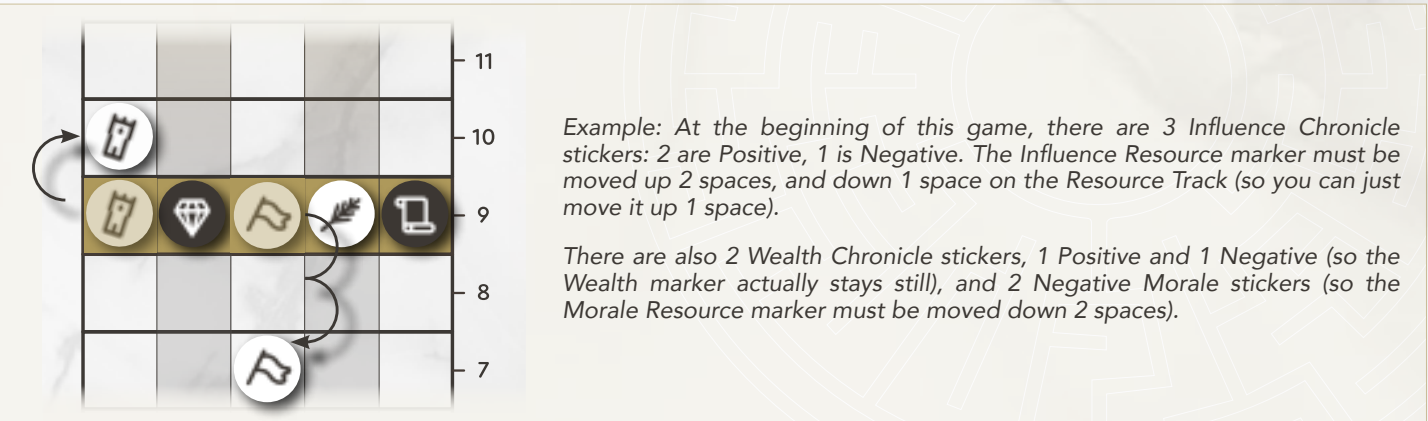 11
10
9
8
7
Example: At the beginning of this game, there are 3 Influence Chronicle
stickers: 2 are Positive, 1 is Negative. The Influence Resource marker must be
moved up 2 spaces, and down 1 space on the Resource Track (so you can just
move it up 1 space).
There are also 2 Wealth Chronicle stickers, 1 Positive and 1 Negative (so the
Wealth marker actually stays still), and 2 Negative Morale stickers (so the
Morale Resource marker must be moved down 2 spaces).